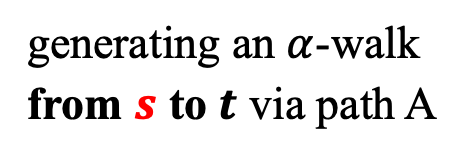 generating an α-walk
from s to t via path A